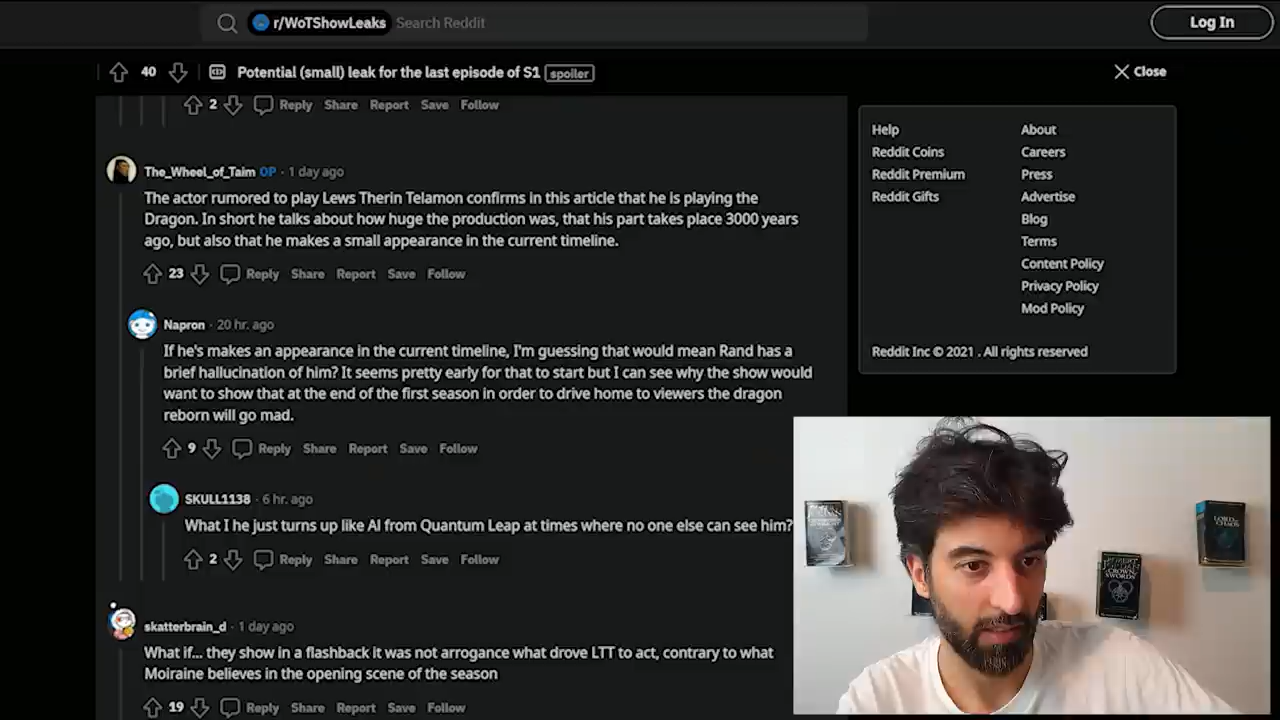 r/WoTShowLeaks Search Reddit
Log In
40 Potential (small) leak for the last episode of S1 spoiler
Close
2 Reply Share Report Save Follow
The_Wheel_of_Taim OP · 1 day ago
The actor rumored to play Lews Therin Telamon confirms in this article that he is playing the
Dragon. In short he talks about how huge the production was, that his part takes place 3000 years
ago, but also that he makes a small appearance in the current timeline.
23 Reply Share Report Save Follow
Napron · 20 hr. ago
If he's makes an appearance in the current timeline, I'm guessing that would mean Rand has a
brief hallucination of him? It seems pretty early for that to start but I can see why the show would
want to show that at the end of the first season in order to drive home to viewers the dragon
reborn will go mad.
9 Reply Share Report Save Follow
SKULL1138 · 6 hr. ago
What I he just turns up like Al from Quantum Leap at times where no one else can see him?
2 Reply Share Report Save Follow
skatterbrain_d · 1 day ago
What if... they show in a flashback it was not arrogance what drove LTT to act, contrary to what
Moiraine believes in the opening scene of the season
19 Reply Share Report Save Follow
Help About
Reddit Coins Careers
Reddit Premium Press
Reddit Gifts Advertise
Blog
Terms
Content Policy
Privacy Policy
Mod Policy
Reddit Inc © 2021 . All rights reserved
LORD OF
CHAOS
CROWN
SWORDS